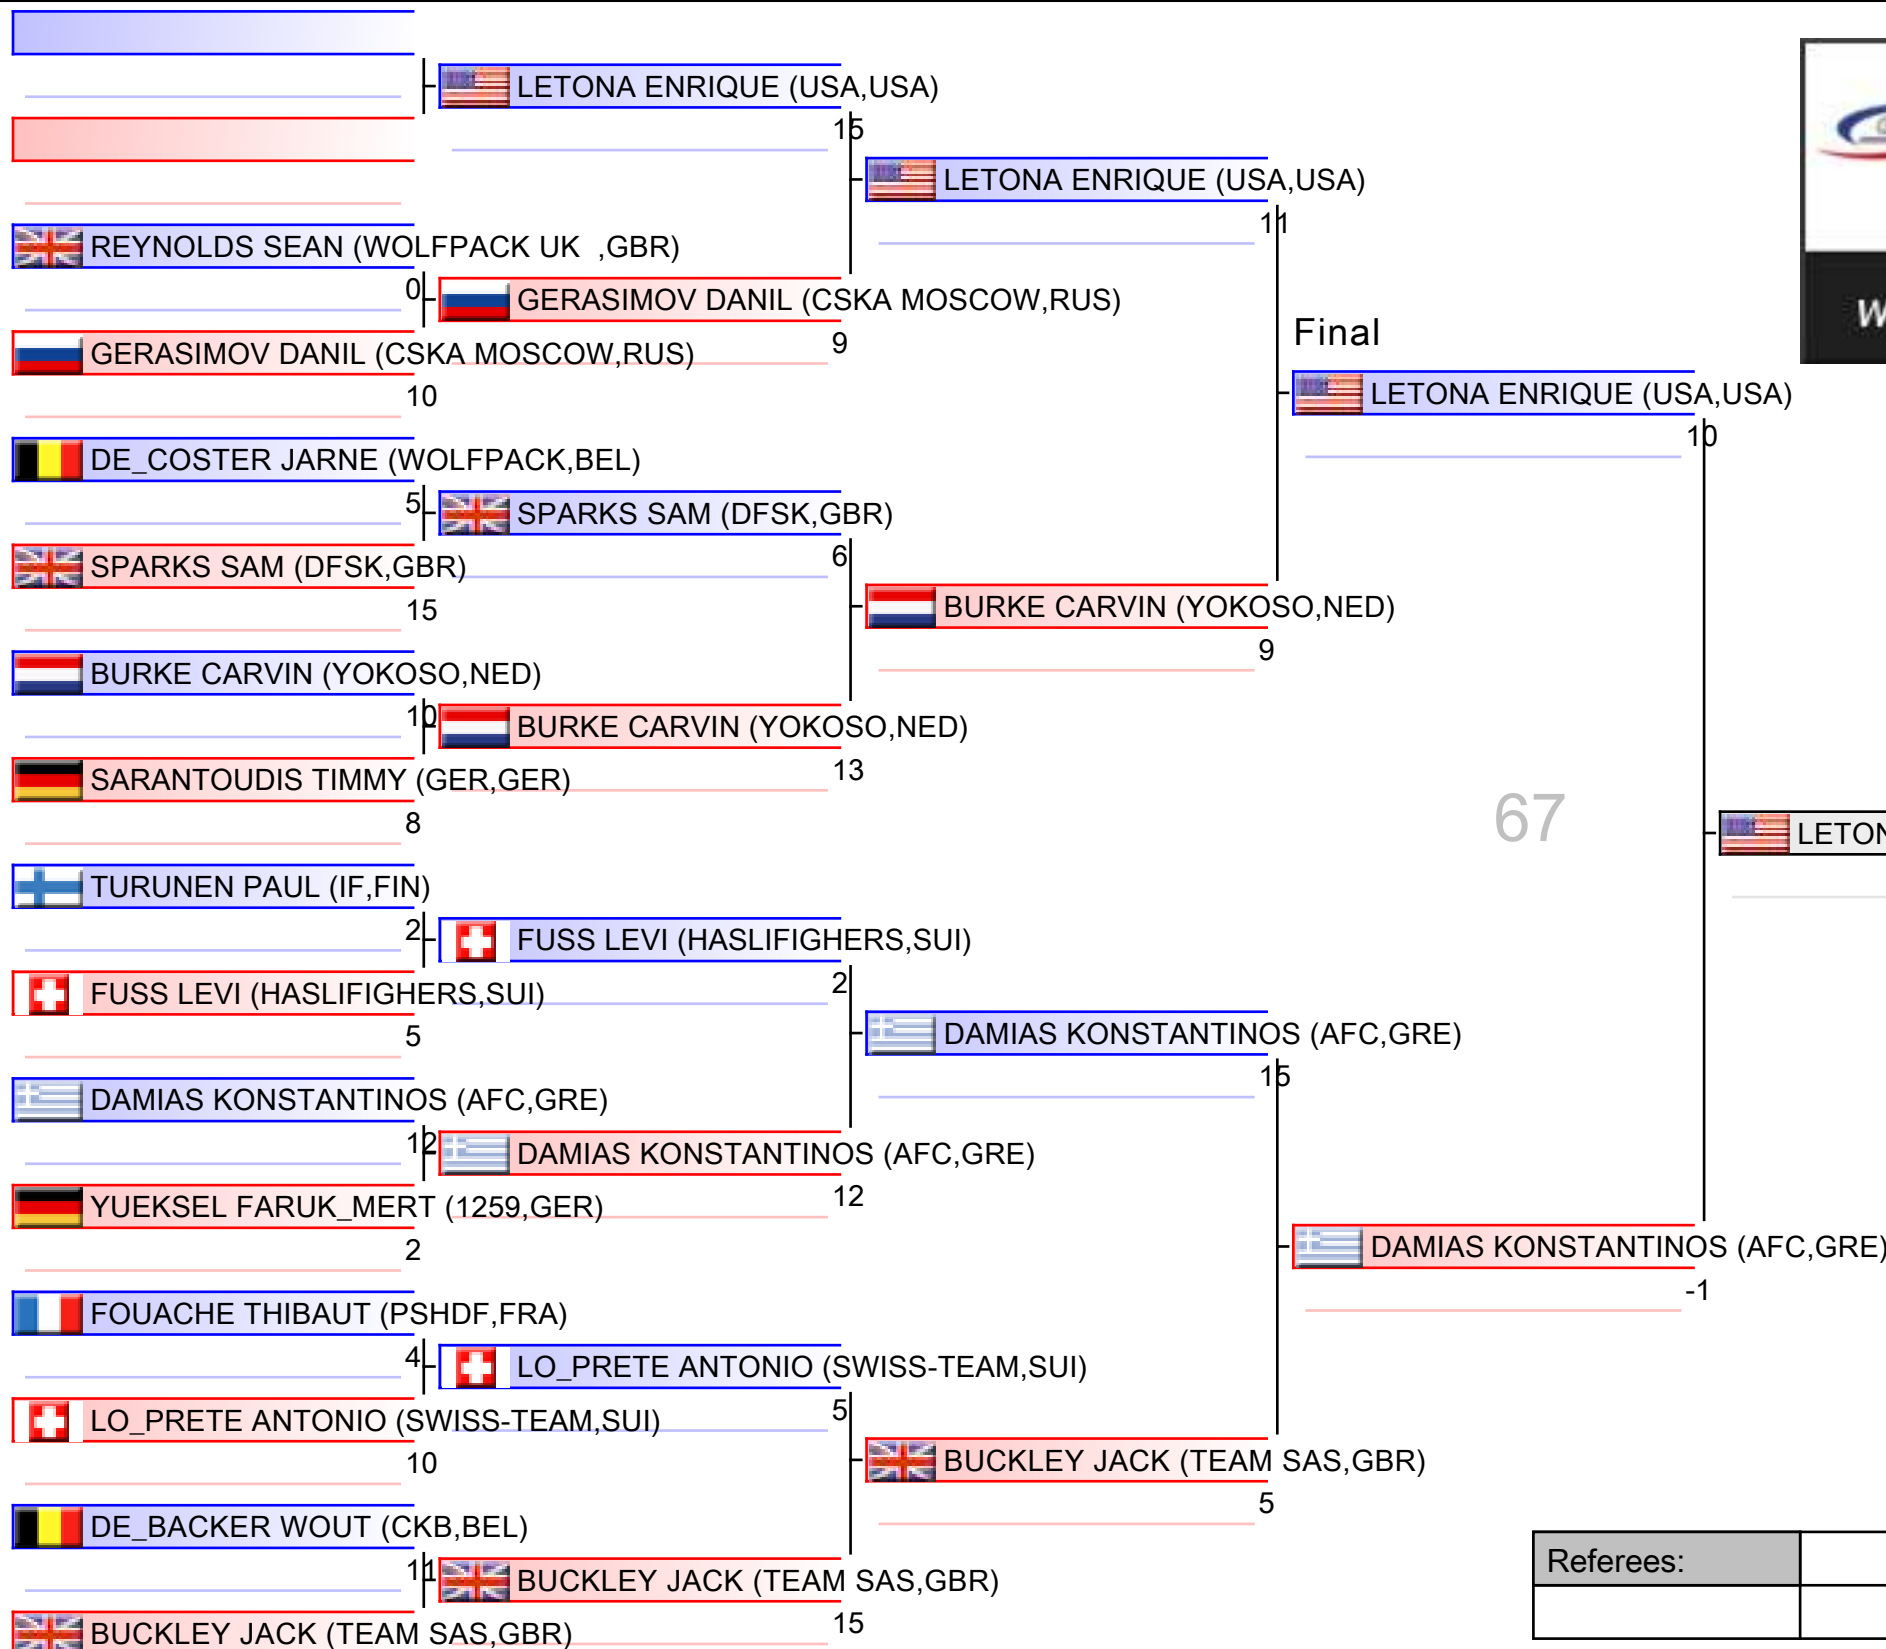 LETONA ENRIQUE (USA,USA)
15
LETONA ENRIQUE (USA,USA)
11
REYNOLDS SEAN (WOLFPACK UK ,GBR)
0
GERASIMOV DANIL (CSKA MOSCOW,RUS)
9
GERASIMOV DANIL (CSKA MOSCOW,RUS)
10
Final
LETONA ENRIQUE (USA,USA)
10
DE_COSTER JARNE (WOLFPACK,BEL)
5
SPARKS SAM (DFSK,GBR)
6
SPARKS SAM (DFSK,GBR)
15
BURKE CARVIN (YOKOSO,NED)
9
BURKE CARVIN (YOKOSO,NED)
10
BURKE CARVIN (YOKOSO,NED)
13
SARANTOUDIS TIMMY (GER,GER)
8
67
LETON
TURUNEN PAUL (IF,FIN)
2
FUSS LEVI (HASLIFIGHERS,SUI)
2
FUSS LEVI (HASLIFIGHERS,SUI)
5
DAMIAS KONSTANTINOS (AFC,GRE)
15
DAMIAS KONSTANTINOS (AFC,GRE)
12
DAMIAS KONSTANTINOS (AFC,GRE)
12
YUEKSEL FARUK_MERT (1259,GER)
2
DAMIAS KONSTANTINOS (AFC,GRE)
-1
FOUACHE THIBAUT (PSHDF,FRA)
4
LO_PRETE ANTONIO (SWISS-TEAM,SUI)
5
LO_PRETE ANTONIO (SWISS-TEAM,SUI)
10
BUCKLEY JACK (TEAM SAS,GBR)
5
DE_BACKER WOUT (CKB,BEL)
11
BUCKLEY JACK (TEAM SAS,GBR)
15
BUCKLEY JACK (TEAM SAS,GBR)
Referees: